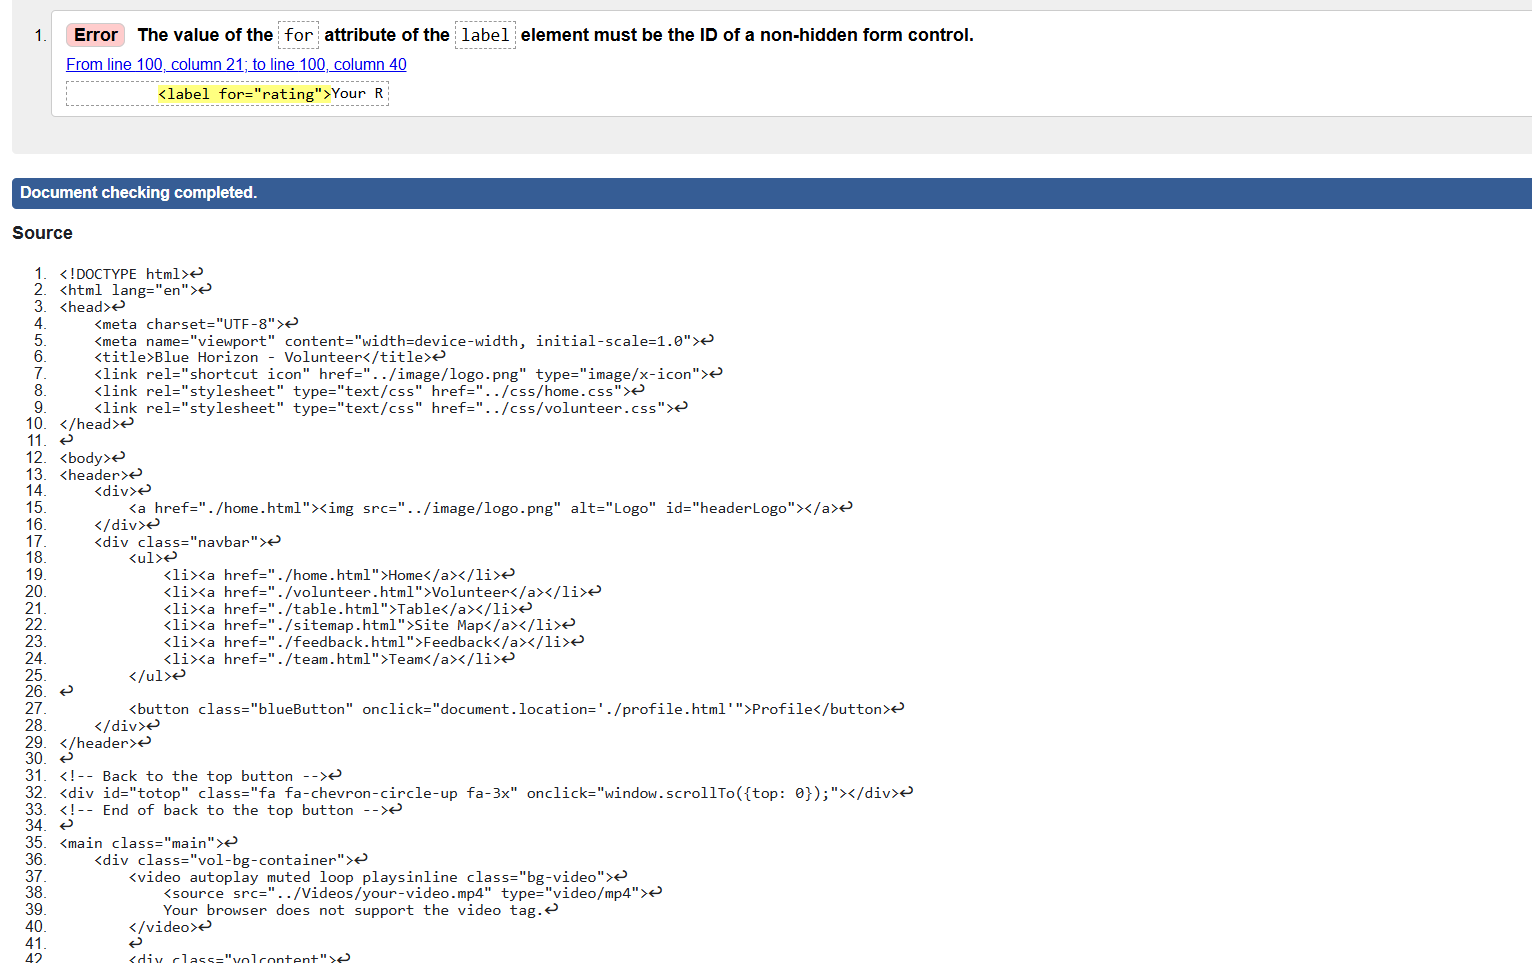 1. Error The value of the for attribute of the label element must be the ID of a non-hidden form control.
From line 100, column 21; to line 100, column 40
<label for="rating">Your R
Document checking completed.
Source
1. <!DOCTYPE html>↩
2. <html lang="en">↩
3. <head>↩
4. <meta charset="UTF-8">↩
5. <meta name="viewport" content="width=device-width, initial-scale=1.0">↩
6. <title>Blue Horizon - Volunteer</title>↩
7. <link rel="shortcut icon" href="../image/logo.png" type="image/x-icon">↩
8. <link rel="stylesheet" type="text/css" href="../css/home.css">↩
9. <link rel="stylesheet" type="text/css" href="../css/volunteer.css">↩
10. </head>↩
11. ↩
12. <body>↩
13. <header>↩
14. <div>↩
15. <a href="./home.html"><img src="../image/logo.png" alt="Logo" id="headerLogo"></a>↩
16. </div>↩
17. <div class="navbar">↩
18. <ul>↩
19. <li><a href="./home.html">Home</a></li>↩
20. <li><a href="./volunteer.html">Volunteer</a></li>↩
21. <li><a href="./table.html">Table</a></li>↩
22. <li><a href="./sitemap.html">Site Map</a></li>↩
23. <li><a href="./feedback.html">Feedback</a></li>↩
24. <li><a href="./team.html">Team</a></li>↩
25. </ul>↩
26. ↩
27. <button class="blueButton" onclick="document.location='./profile.html'">Profile</button>↩
28. </div>↩
29. </header>↩
30. ↩
31. <!-- Back to the top button -->↩
32. <div id="totop" class="fa fa-chevron-circle-up fa-3x" onclick="window.scrollTo({top: 0});"></div>↩
33. <!-- End of back to the top button -->↩
34. ↩
35. <main class="main">↩
36. <div class="vol-bg-container">↩
37. <video autoplay muted loop playsinline class="bg-video">↩
38. <source src="../Videos/your-video.mp4" type="video/mp4">↩
39. Your browser does not support the video tag.↩
40. </video>↩
41. ↩
42. <div class="volcontent">↩